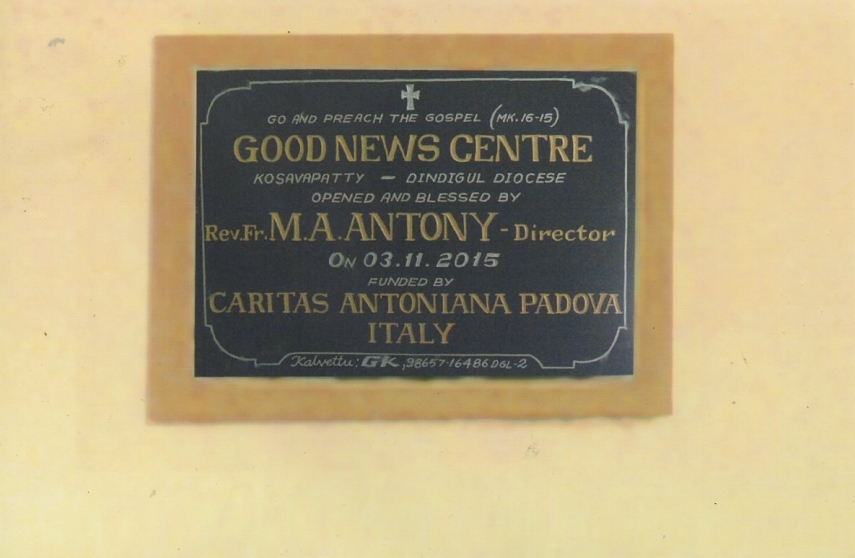 GO AND PREACH THE GOSPEL (MK.16-15)
GOOD NEWS CENTRE
KOSAVAPATTY — DINDIGUL DIOCESE
OPENED AND BLESSED BY
Rev.Fr. M.A.ANTONY - Director
ON 03.11.2015
FUNDED BY
CARITAS ANTONIANA PADOVA
ITALY
Kalvettu: GK, 98657-16486 DGL-2